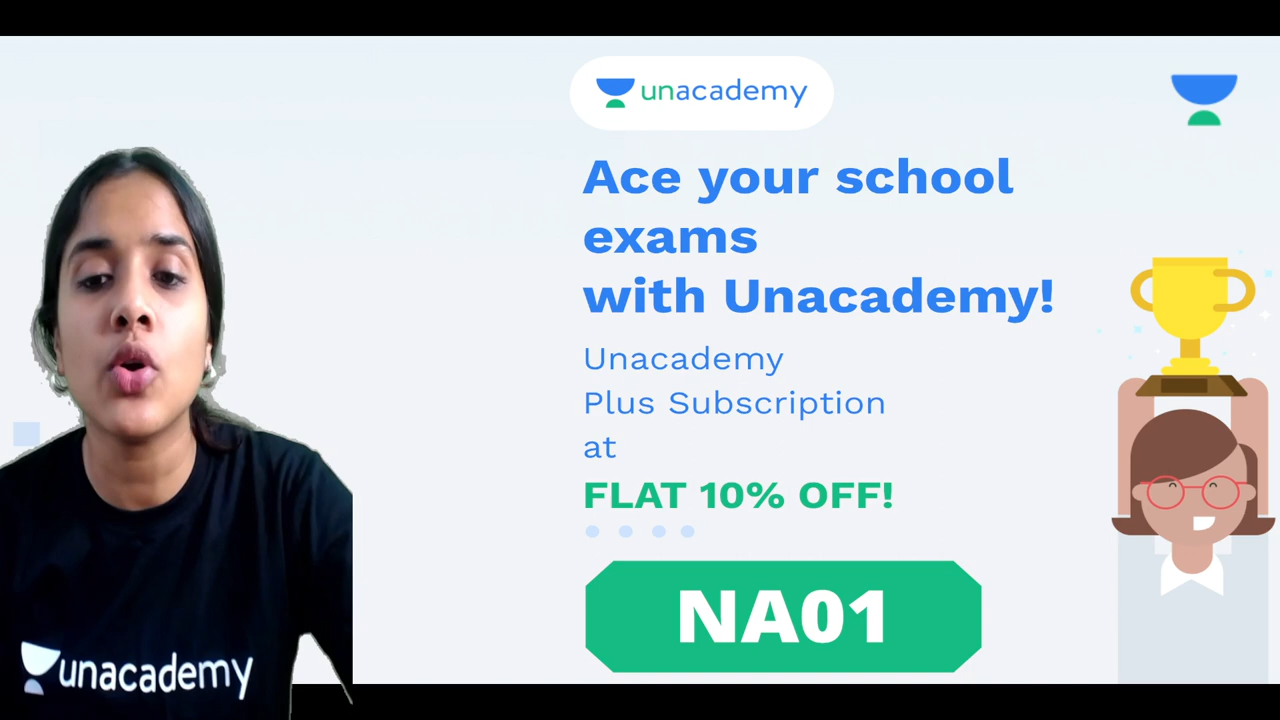 unacademy
Ace your school
exams
with Unacademy!
Unacademy
Plus Subscription
at
FLAT 10% OFF!
NA01
unacademy